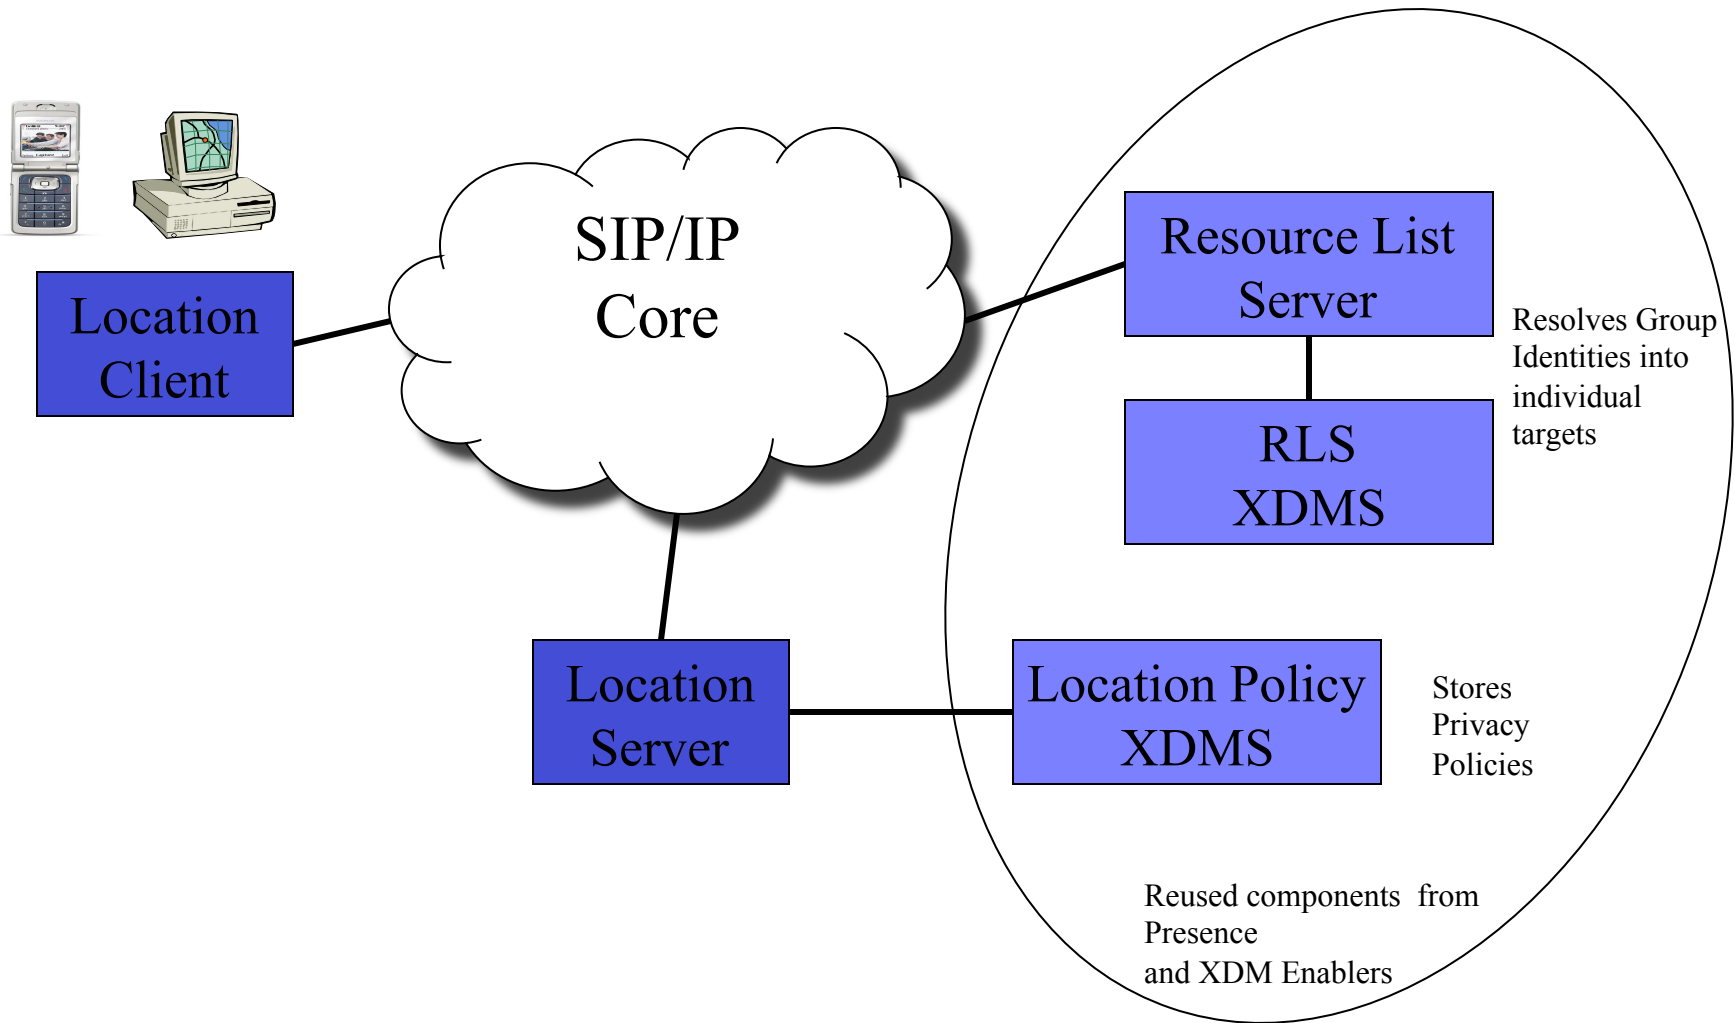 SIP/IP
Core
Location
Client
Resource List
Server
Resolves Group
Identities into
individual
targets
RLS
XDMS
Location
Server
Location Policy
XDMS
Stores
Privacy
Policies
Reused components  from
Presence
and XDM Enablers